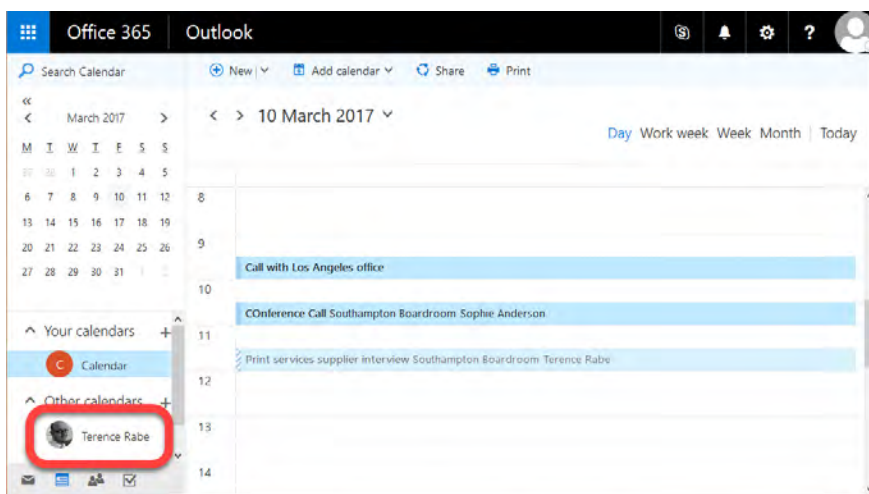 Office 365 Outlook ?
Search Calendar New Add calendar Share Print
March 2017
10 March 2017
Day Work week Week Month Today
M T W T F S S
1 2 3 4 5
6 7 8 9 10 11 12
13 14 15 16 17 18 19
20 21 22 23 24 25 26
27 28 29 30 31
8
9
Call with Los Angeles office
10
COnference Call Southampton Boardroom Sophie Anderson
11
Print services supplier interview Southampton Boardroom Terence Rabe
12
13
14
Your calendars
C Calendar
Other calendars
Terence Rabe